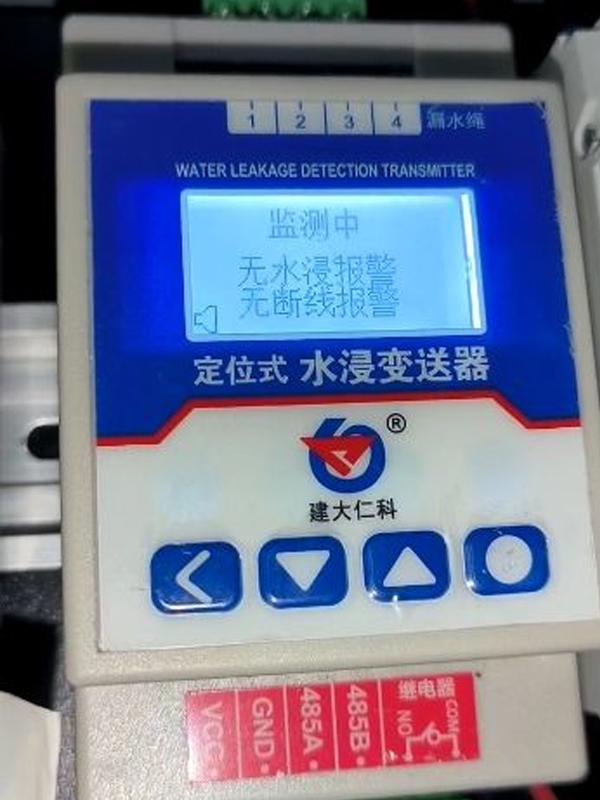 1 2 3 4 漏水绳
WATER LEAKAGE DETECTION TRANSMITTER
监测中
无水浸报警
无断线报警
定位式 水浸变送器
®
建大仁科
VCC GND 485A 485B 继电器
NO COM